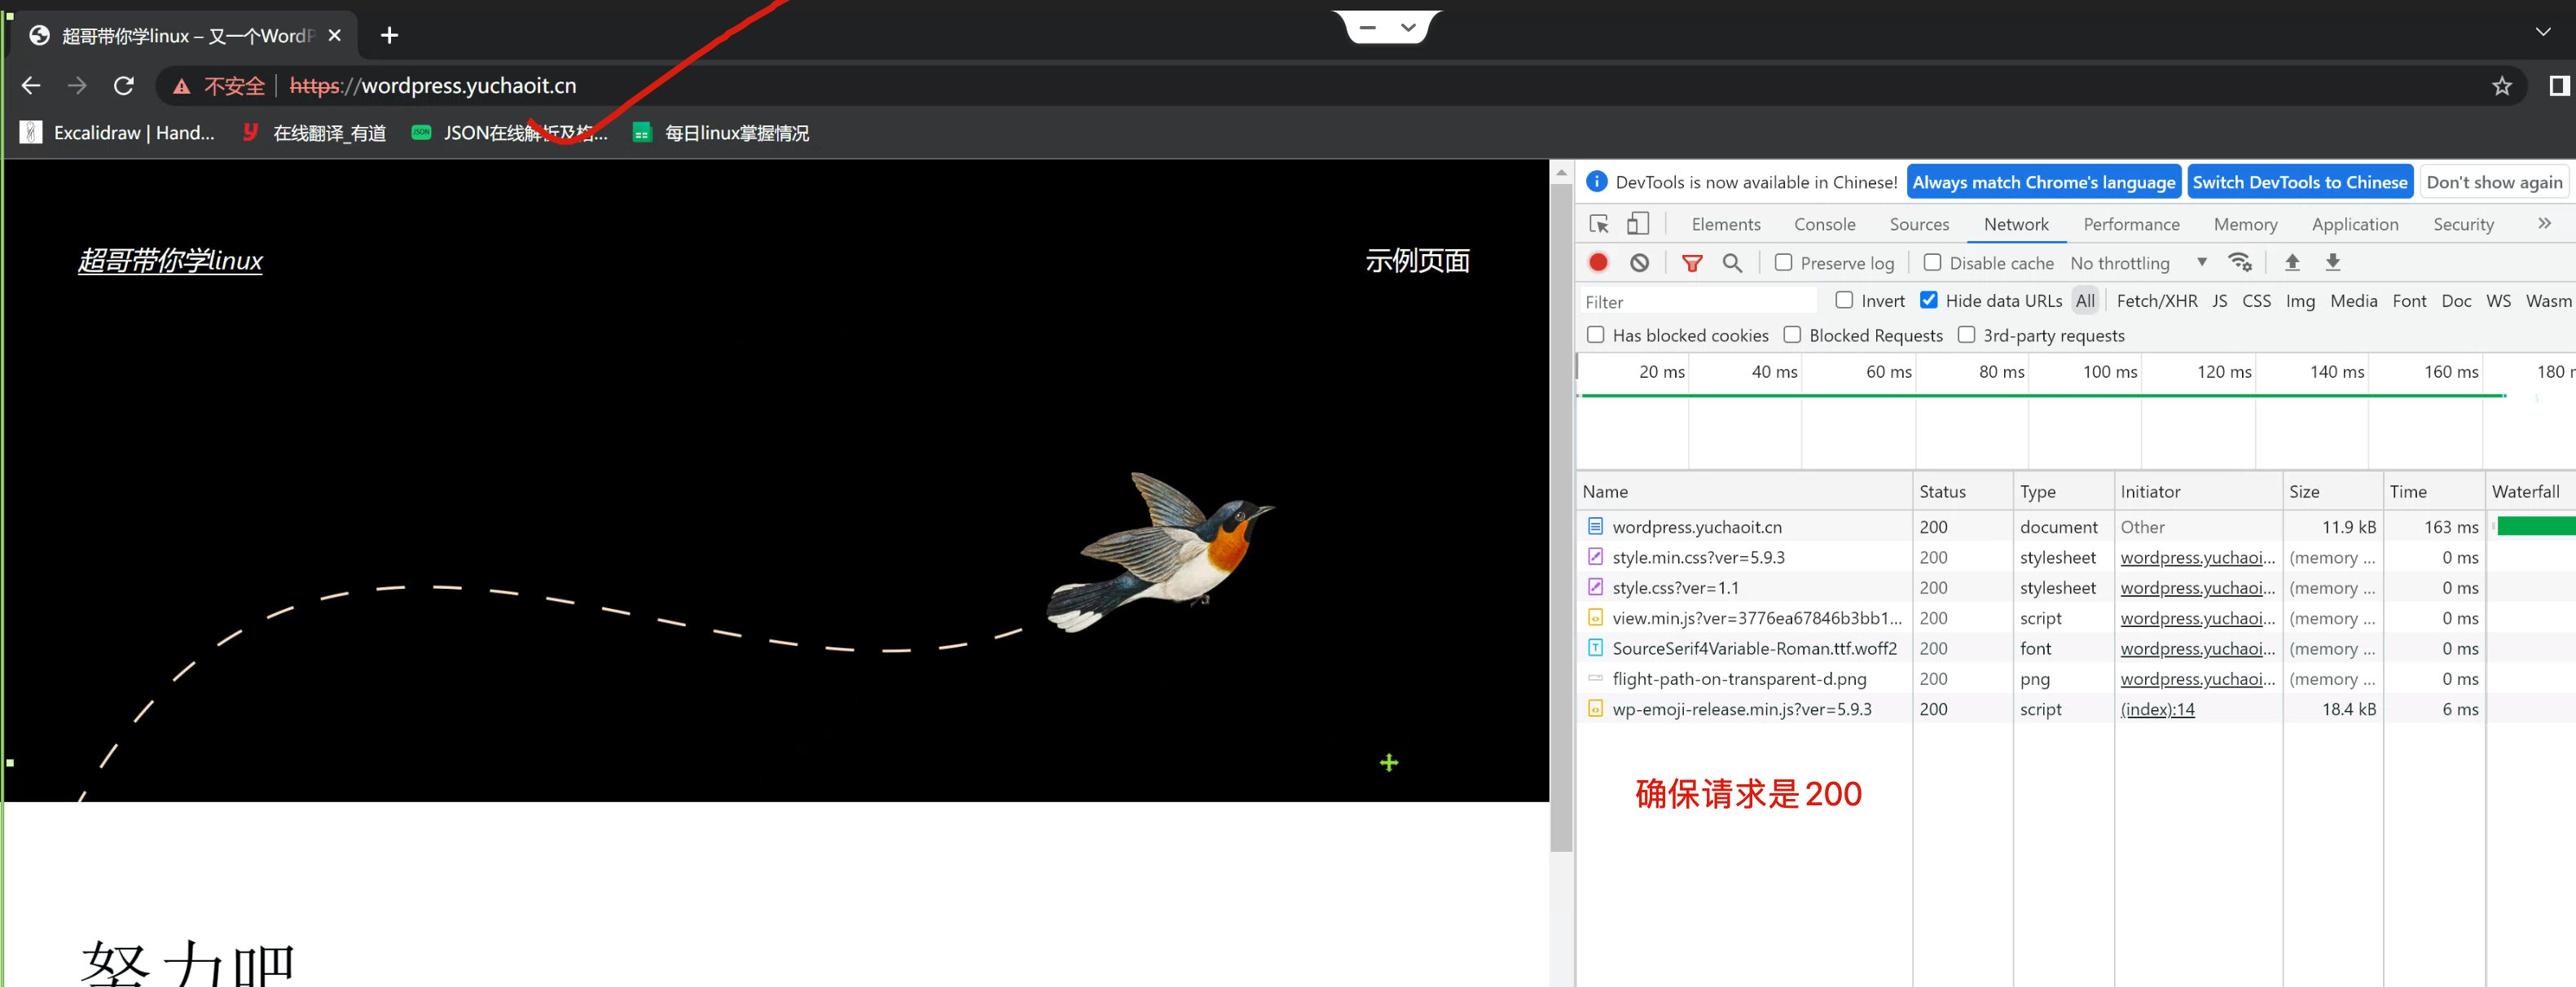 超哥带你学linux – 又一个WordP
不安全 https://wordpress.yuchaoit.cn
Excalidraw | Hand... 在线翻译_有道 JSON在线解析及格... 每日linux掌握情况
超哥带你学linux 示例页面
努力吧
DevTools is now available in Chinese! Always match Chrome's language Switch DevTools to Chinese Don't show again
Elements Console Sources Network Performance Memory Application Security
Preserve log Disable cache No throttling
Filter Invert Hide data URLs All Fetch/XHR JS CSS Img Media Font Doc WS Wasm
Has blocked cookies Blocked Requests 3rd-party requests
20 ms 40 ms 60 ms 80 ms 100 ms 120 ms 140 ms 160 ms 180 m
Name Status Type Initiator Size Time Waterfall
wordpress.yuchaoit.cn 200 document Other 11.9 kB 163 ms
style.min.css?ver=5.9.3 200 stylesheet wordpress.yuchaoi... (memory ... 0 ms
style.css?ver=1.1 200 stylesheet wordpress.yuchaoi... (memory ... 0 ms
view.min.js?ver=3776ea67846b3bb1... 200 script wordpress.yuchaoi... (memory ... 0 ms
SourceSerif4Variable-Roman.ttf.woff2 200 font wordpress.yuchaoi... (memory ... 0 ms
flight-path-on-transparent-d.png 200 png wordpress.yuchaoi... (memory ... 0 ms
wp-emoji-release.min.js?ver=5.9.3 200 script (index):14 18.4 kB 6 ms
确保请求是200